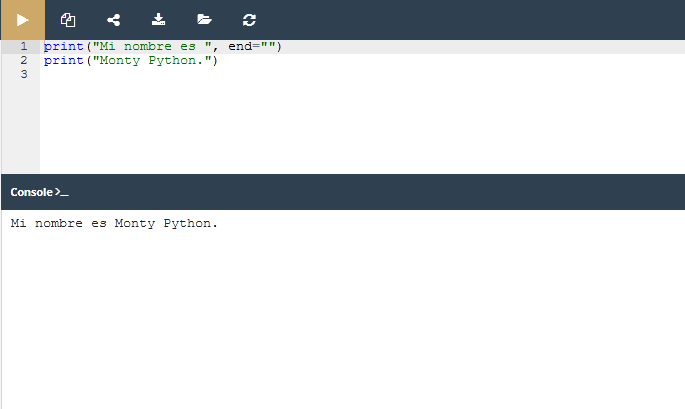 1 print("Mi nombre es ", end="")
2 print("Monty Python.")
3
Console >_
Mi nombre es Monty Python.